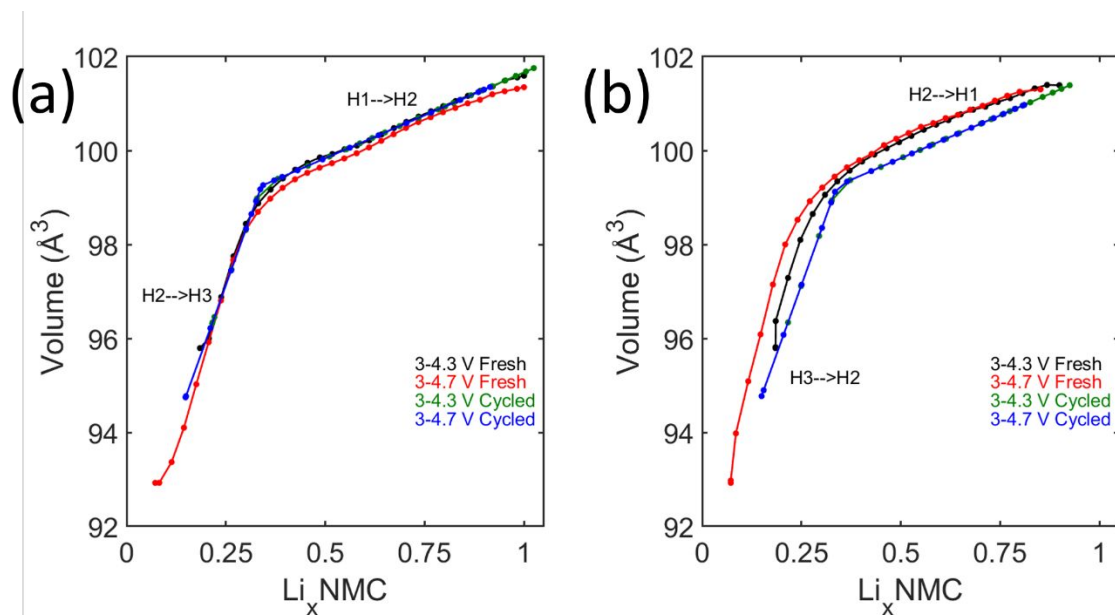 (a)
102
100
98
96
94
92
Volume (Å³)
H1-->H2
H2-->H3
3-4.3 V Fresh
3-4.7 V Fresh
3-4.3 V Cycled
3-4.7 V Cycled
0 0.25 0.5 0.75 1
LiₓNMC
(b)
102
100
98
96
94
92
Volume (Å³)
H2-->H1
H3-->H2
3-4.3 V Fresh
3-4.7 V Fresh
3-4.3 V Cycled
3-4.7 V Cycled
0 0.25 0.5 0.75 1
LiₓNMC